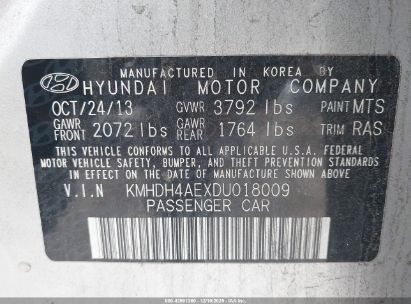 MANUFACTURED IN KOREA BY
HYUNDAI MOTOR COMPANY
OCT/24/13 GVWR 3792 lbs PAINT MTS
GAWR FRONT 2072 lbs GAWR REAR 1764 lbs TRIM RAS
THIS VEHICLE CONFORMS TO ALL APPLICABLE U.S.A. FEDERAL
MOTOR VEHICLE SAFETY, BUMPER, AND THEFT PREVENTION
STANDARDS IN EFFECT ON THE DATE OF MANUFACTURE SHOWN
ABOVE.
V.I.N KMHDH4AEXDU018009
PASSENGER CAR